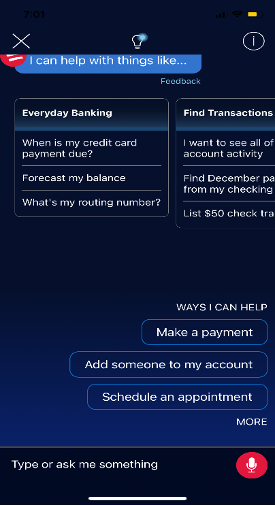 7:01
I can help with things like...
Feedback
Everyday Banking
When is my credit card
payment due?
Forecast my balance
What's my routing number?
Find Transactions
I want to see all of
account activity
Find December pa
from my checking
List $50 check tra
WAYS I CAN HELP
Make a payment
Add someone to my account
Schedule an appointment
MORE
Type or ask me something